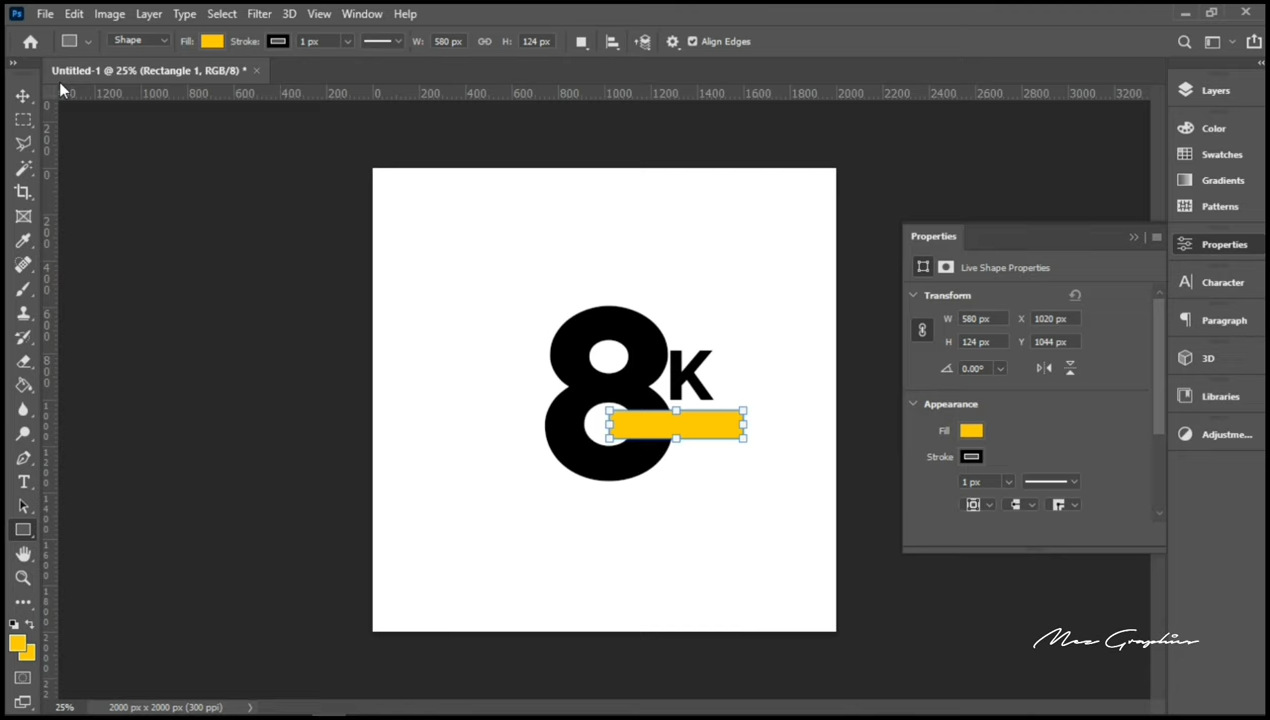 Ps File Edit Image Layer Type Select Filter 3D View Window Help
Shape Fill: Stroke: 1 px W: 580 px H: 124 px Align Edges
Untitled-1 @ 25% (Rectangle 1, RGB/8) * ×
1200 1000 800 600 400 200 0 200 400 600 800 1000 1200 1400 1600 1800 2000 2200 2400 2600 2800 3000 3200
Layers
Color
Swatches
Gradients
Patterns
Properties
Character
Paragraph
3D
Libraries
Adjustme...
Properties
Live Shape Properties
Transform
W 580 px X 1020 px
H 124 px Y 1044 px
0.00°
Appearance
Fill
Stroke
1 px
8K
Mez Graphics
25% 2000 px x 2000 px (300 ppi)